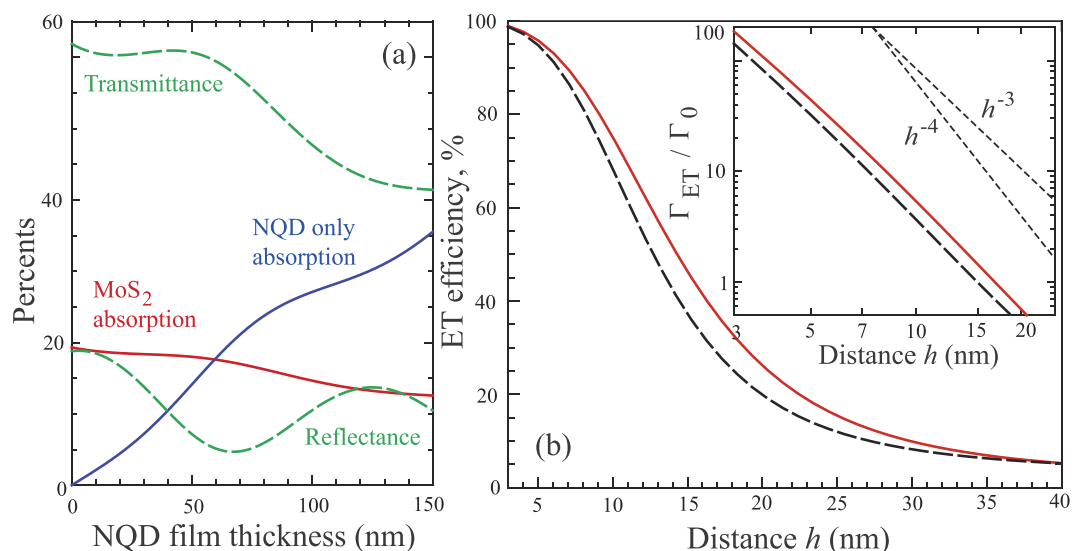 60
40
20
0
Percents
(a)
Transmittance
NQD only
absorption
MoS2
absorption
Reflectance
0
50
100
150
NQD film thickness (nm)
100
80
60
40
20
0
ET efficiency, %
(b)
5
10
15
20
25
30
35
40
Distance h (nm)
100
10
1
ΓET / Γ0
h-4
h-3
3
5
7
10
15
20
Distance h (nm)